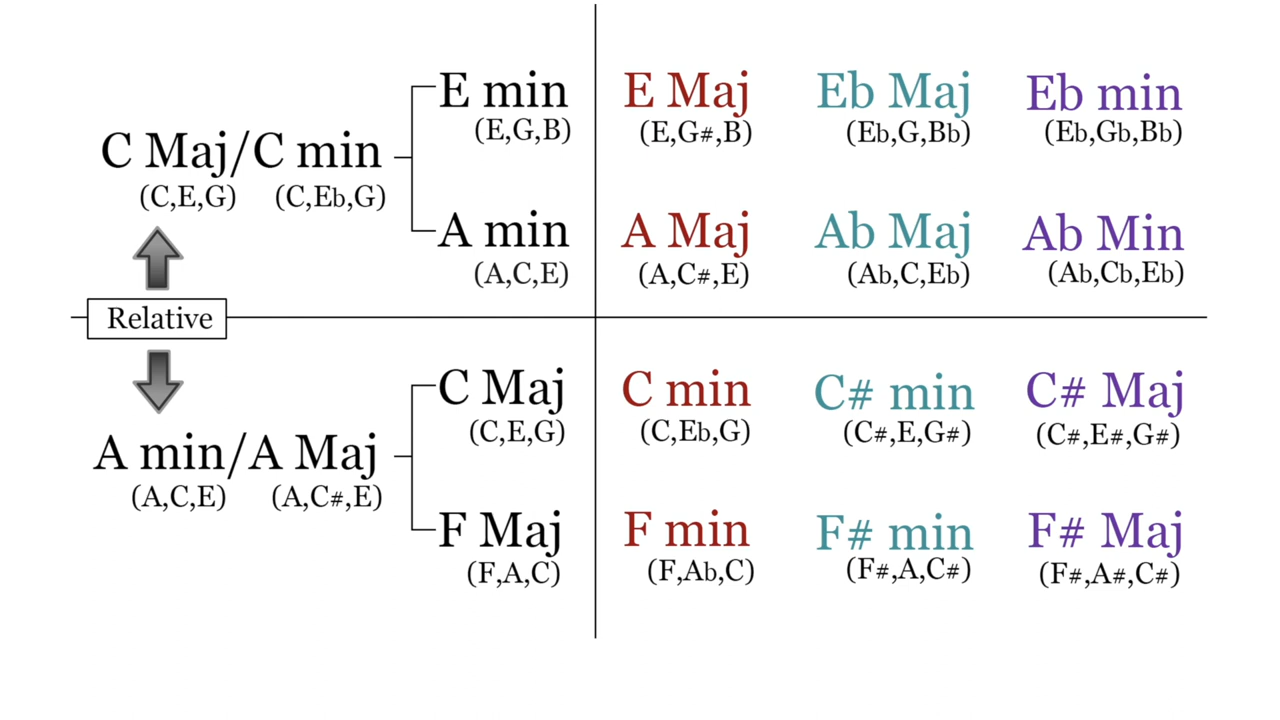 E min E Maj Eb Maj Eb min
(E,G,B) (E,G#,B) (Eb,G,Bb) (Eb,Gb,Bb)
C Maj/C min
(C,E,G) (C,Eb,G)
A min A Maj Ab Maj Ab Min
(A,C,E) (A,C#,E) (Ab,C,Eb) (Ab,Cb,Eb)
Relative
C Maj C min C# min C# Maj
(C,E,G) (C,Eb,G) (C#,E,G#) (C#,E#,G#)
A min/A Maj
(A,C,E) (A,C#,E)
F Maj F min F# min F# Maj
(F,A,C) (F,Ab,C) (F#,A,C#) (F#,A#,C#)